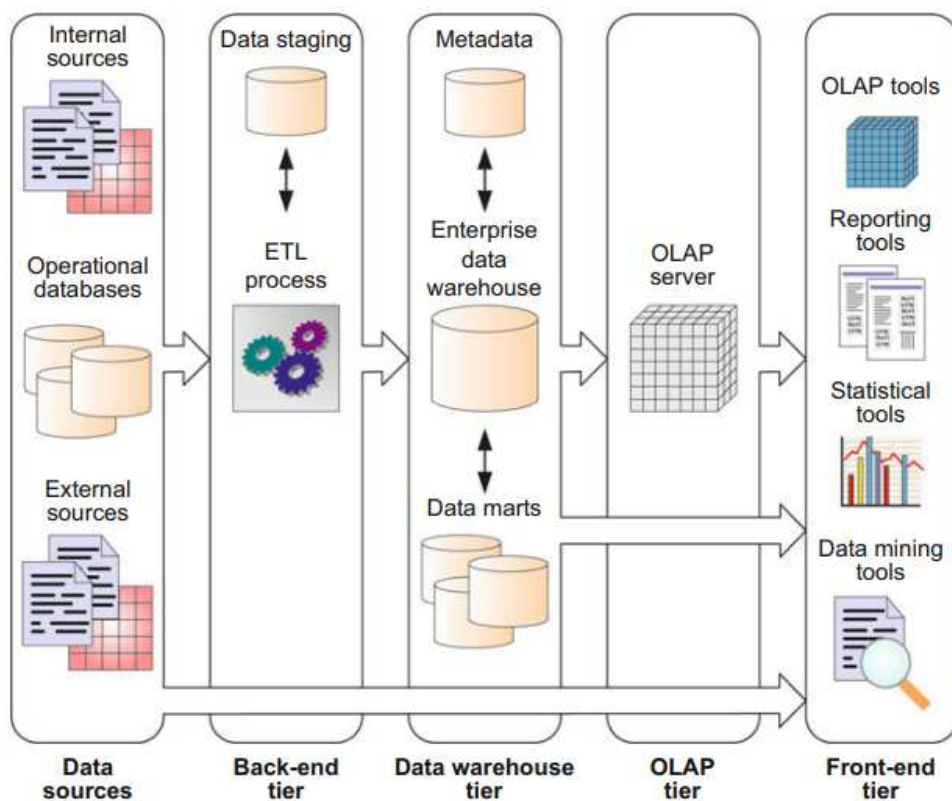 Internal
sources
Operational
databases
External
sources
Data
sources
Data staging
ETL
process
Back-end
tier
Metadata
Enterprise
data
warehouse
Data marts
Data warehouse
tier
OLAP
server
OLAP
tier
OLAP tools
Reporting
tools
Statistical
tools
Data mining
tools
Front-end
tier